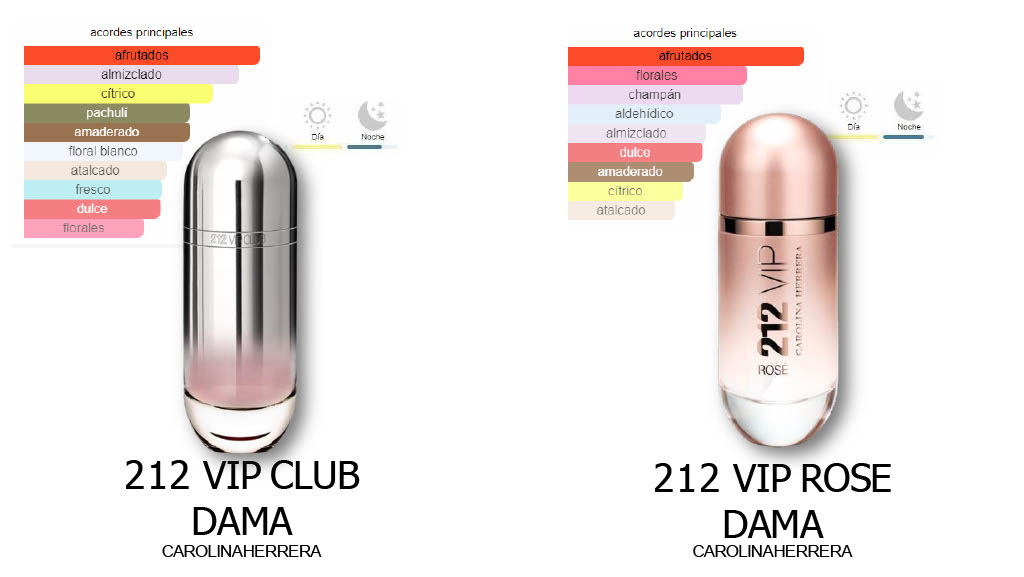 acordes principales
afrutados
almizclado
cítrico
pachulí
amaderado
floral blanco
atalcado
fresco
dulce
florales
Día
Noche
212 VIP CLUB
212 VIP CLUB
DAMA
CAROLINAHERRERA
acordes principales
afrutados
florales
champán
aldehídico
almizclado
dulce
amaderado
cítrico
atalcado
Día
Noche
212 VIP
CAROLINA HERRERA
ROSÉ
212 VIP ROSE
DAMA
CAROLINAHERRERA